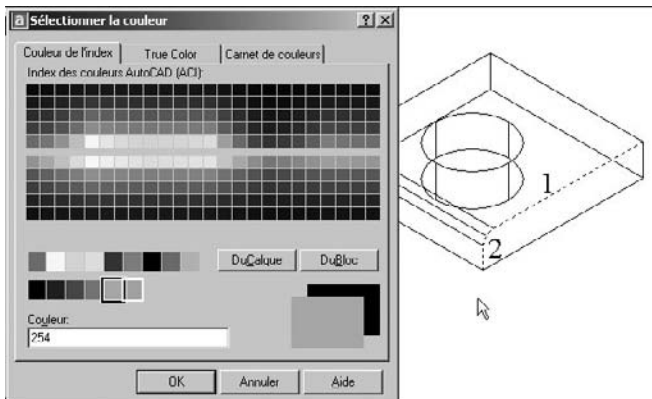 a Sélectionner la couleur
Couleur de l'index
True Color
Carnet de couleurs
Index des couleurs AutoCAD (ACI):
DuCalque
DuBloc
Couleur:
254
OK
Annuler
Aide
1
2